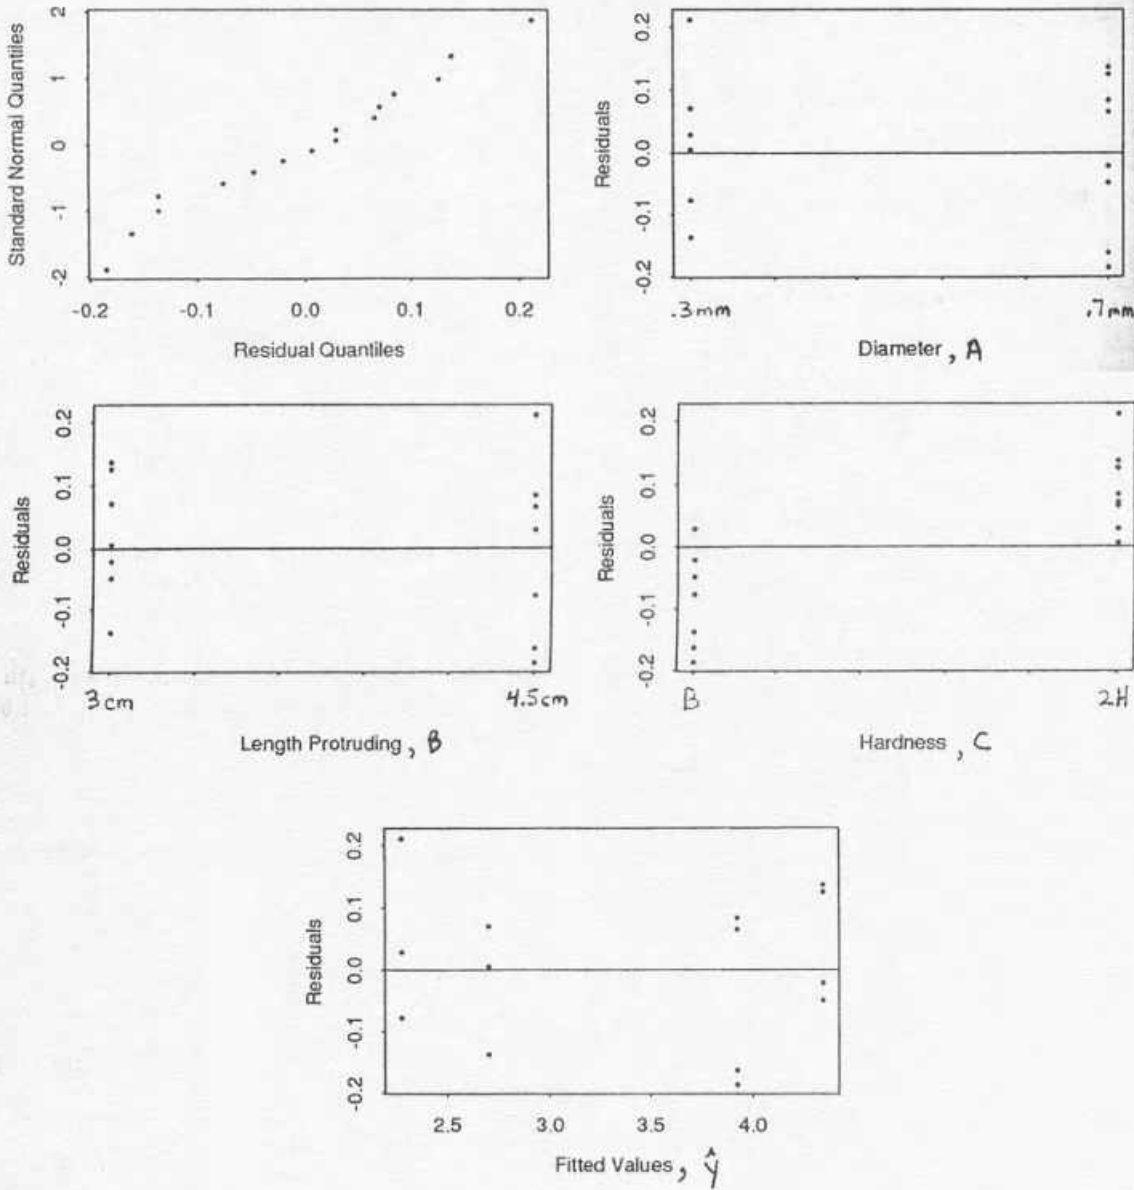 Standard Normal Quantiles
2
1
0
-1
-2
-0.2 -0.1 0.0 0.1 0.2
Residual Quantiles
Residuals
0.2
0.1
0.0
-0.1
-0.2
.3mm .7mm
Diameter, A
Residuals
0.2
0.1
0.0
-0.1
-0.2
3cm 4.5cm
Length Protruding, B
Residuals
0.2
0.1
0.0
-0.1
-0.2
B 2H
Hardness, C
Residuals
0.2
0.1
0.0
-0.1
-0.2
2.5 3.0 3.5 4.0
Fitted Values, ŷ